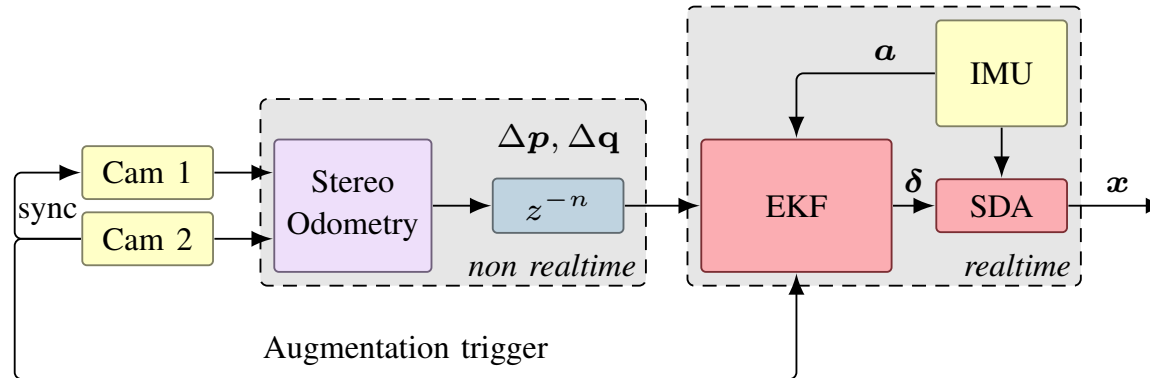 a
IMU
Δp, Δq
Cam 1
Stereo
Odometry
z⁻ⁿ
EKF
δ
SDA
x
sync
Cam 2
non realtime
realtime
Augmentation trigger